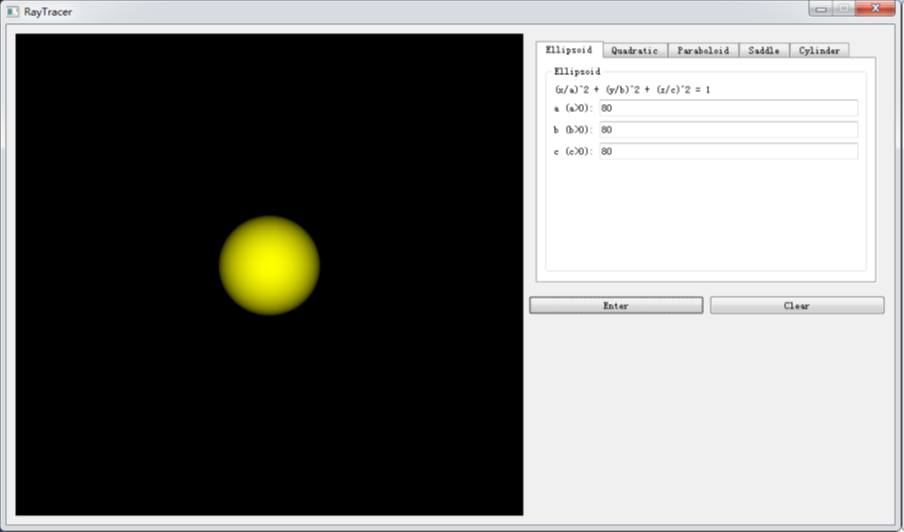 RayTracer
Ellipsoid Quadratic Paraboloid Saddle Cylinder
Ellipsoid
(x/a)^2 + (y/b)^2 + (z/c)^2 = 1
a (a>0): 80
b (b>0): 80
c (c>0): 80
Enter Clear